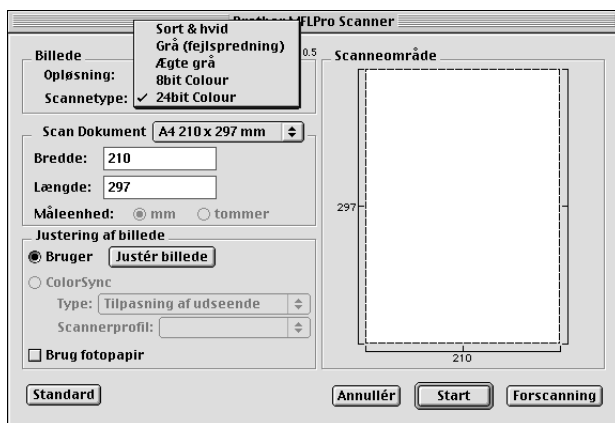 Brother MFLPro Scanner
Sort & hvid
Grå (fejlspredning)
Ægte grå
8bit Colour
✓ 24bit Colour
Billede
0.5
Opløsning:
Scannetype:
Scan Dokument A4 210 x 297 mm
Bredde: 210
Længde: 297
Måleenhed: mm tommer
Justering af billede
Bruger Justér billede
ColorSync
Type: Tilpasning af udseende
Scannerprofil:
Brug fotopapir
Standard
Scanneområde
297
210
Annullér Start Forscanning